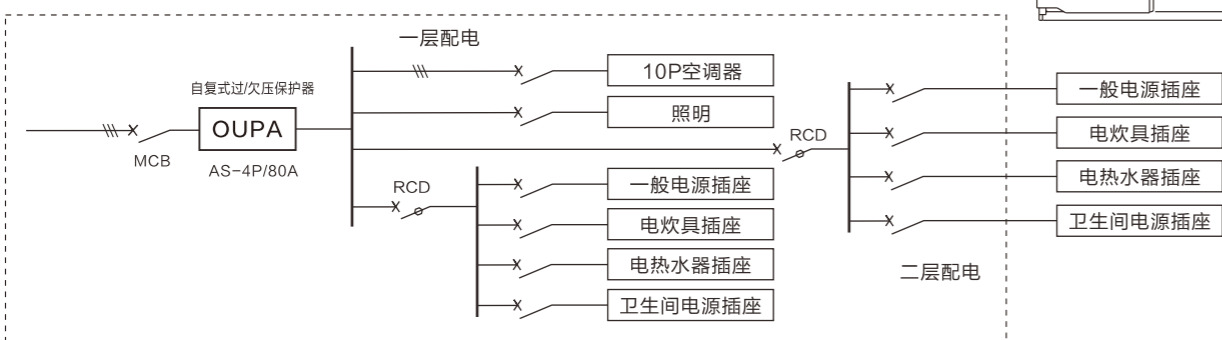 一层配电
10P空调器
自复式过/欠压保护器
OUPA
照明
MCB
AS-4P/80A
RCD
一般电源插座
电炊具插座
电热水器插座
卫生间电源插座
RCD
一般电源插座
电炊具插座
电热水器插座
卫生间电源插座
二层配电